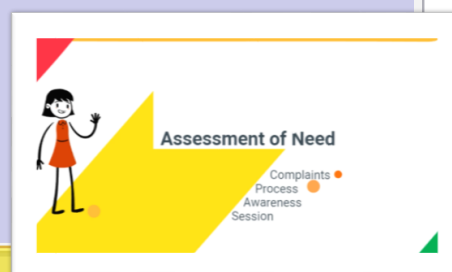 Assessment of Need
Complaints
Process
Awareness
Session